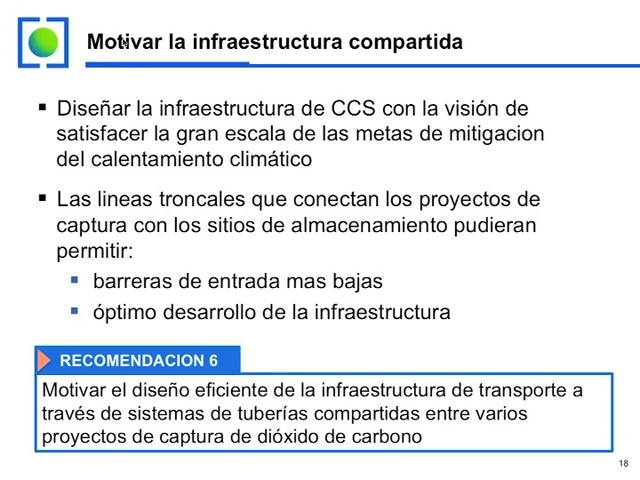 Motivar la infraestructura compartida
▪ Diseñar la infraestructura de CCS con la visión de
satisfacer la gran escala de las metas de mitigacion
del calentamiento climático
▪ Las lineas troncales que conectan los proyectos de
captura con los sitios de almacenamiento pudieran
permitir:
▪ barreras de entrada mas bajas
▪ óptimo desarrollo de la infraestructura
RECOMENDACION 6
Motivar el diseño eficiente de la infraestructura de transporte a
través de sistemas de tuberías compartidas entre varios
proyectos de captura de dióxido de carbono
18